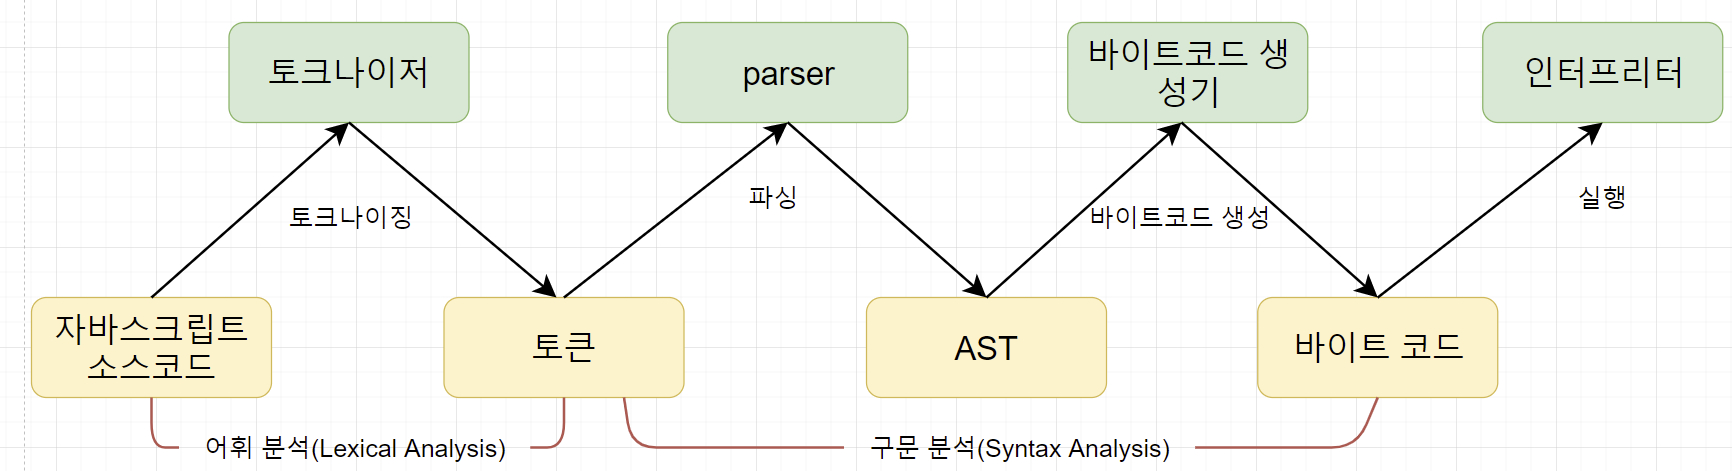 토크나이저
parser
바이트코드 생
성기
인터프리터
토크나이징
파싱
바이트코드 생성
실행
자바스크립트
소스코드
토큰
AST
바이트 코드
어휘 분석(Lexical Analysis)
구문 분석(Syntax Analysis)